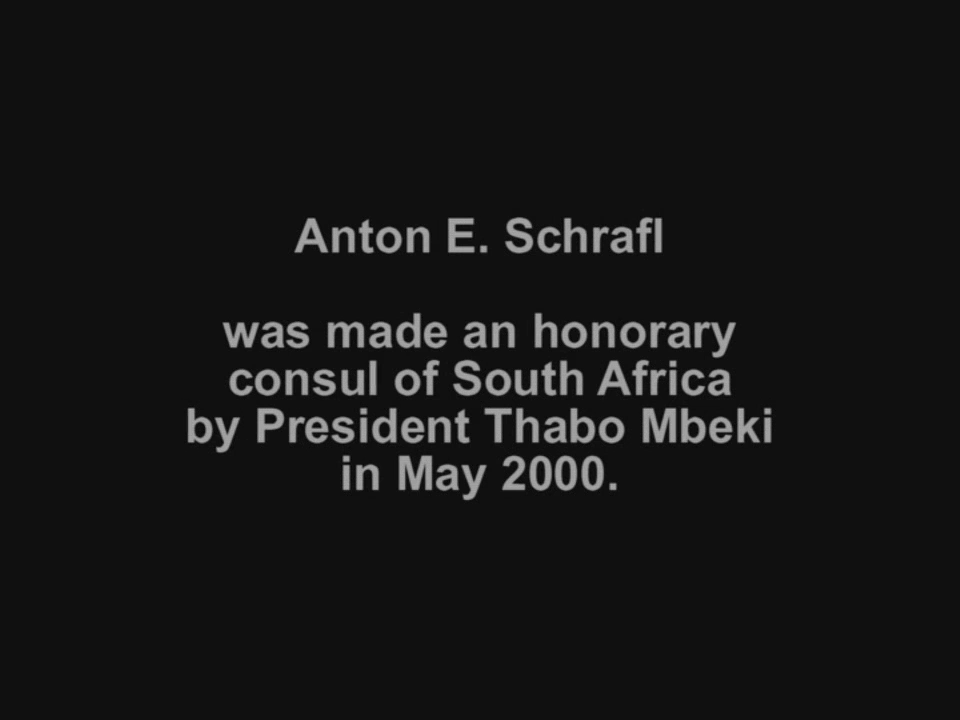 Anton E. Schrafl
was made an honorary
consul of South Africa
by President Thabo Mbeki
in May 2000.